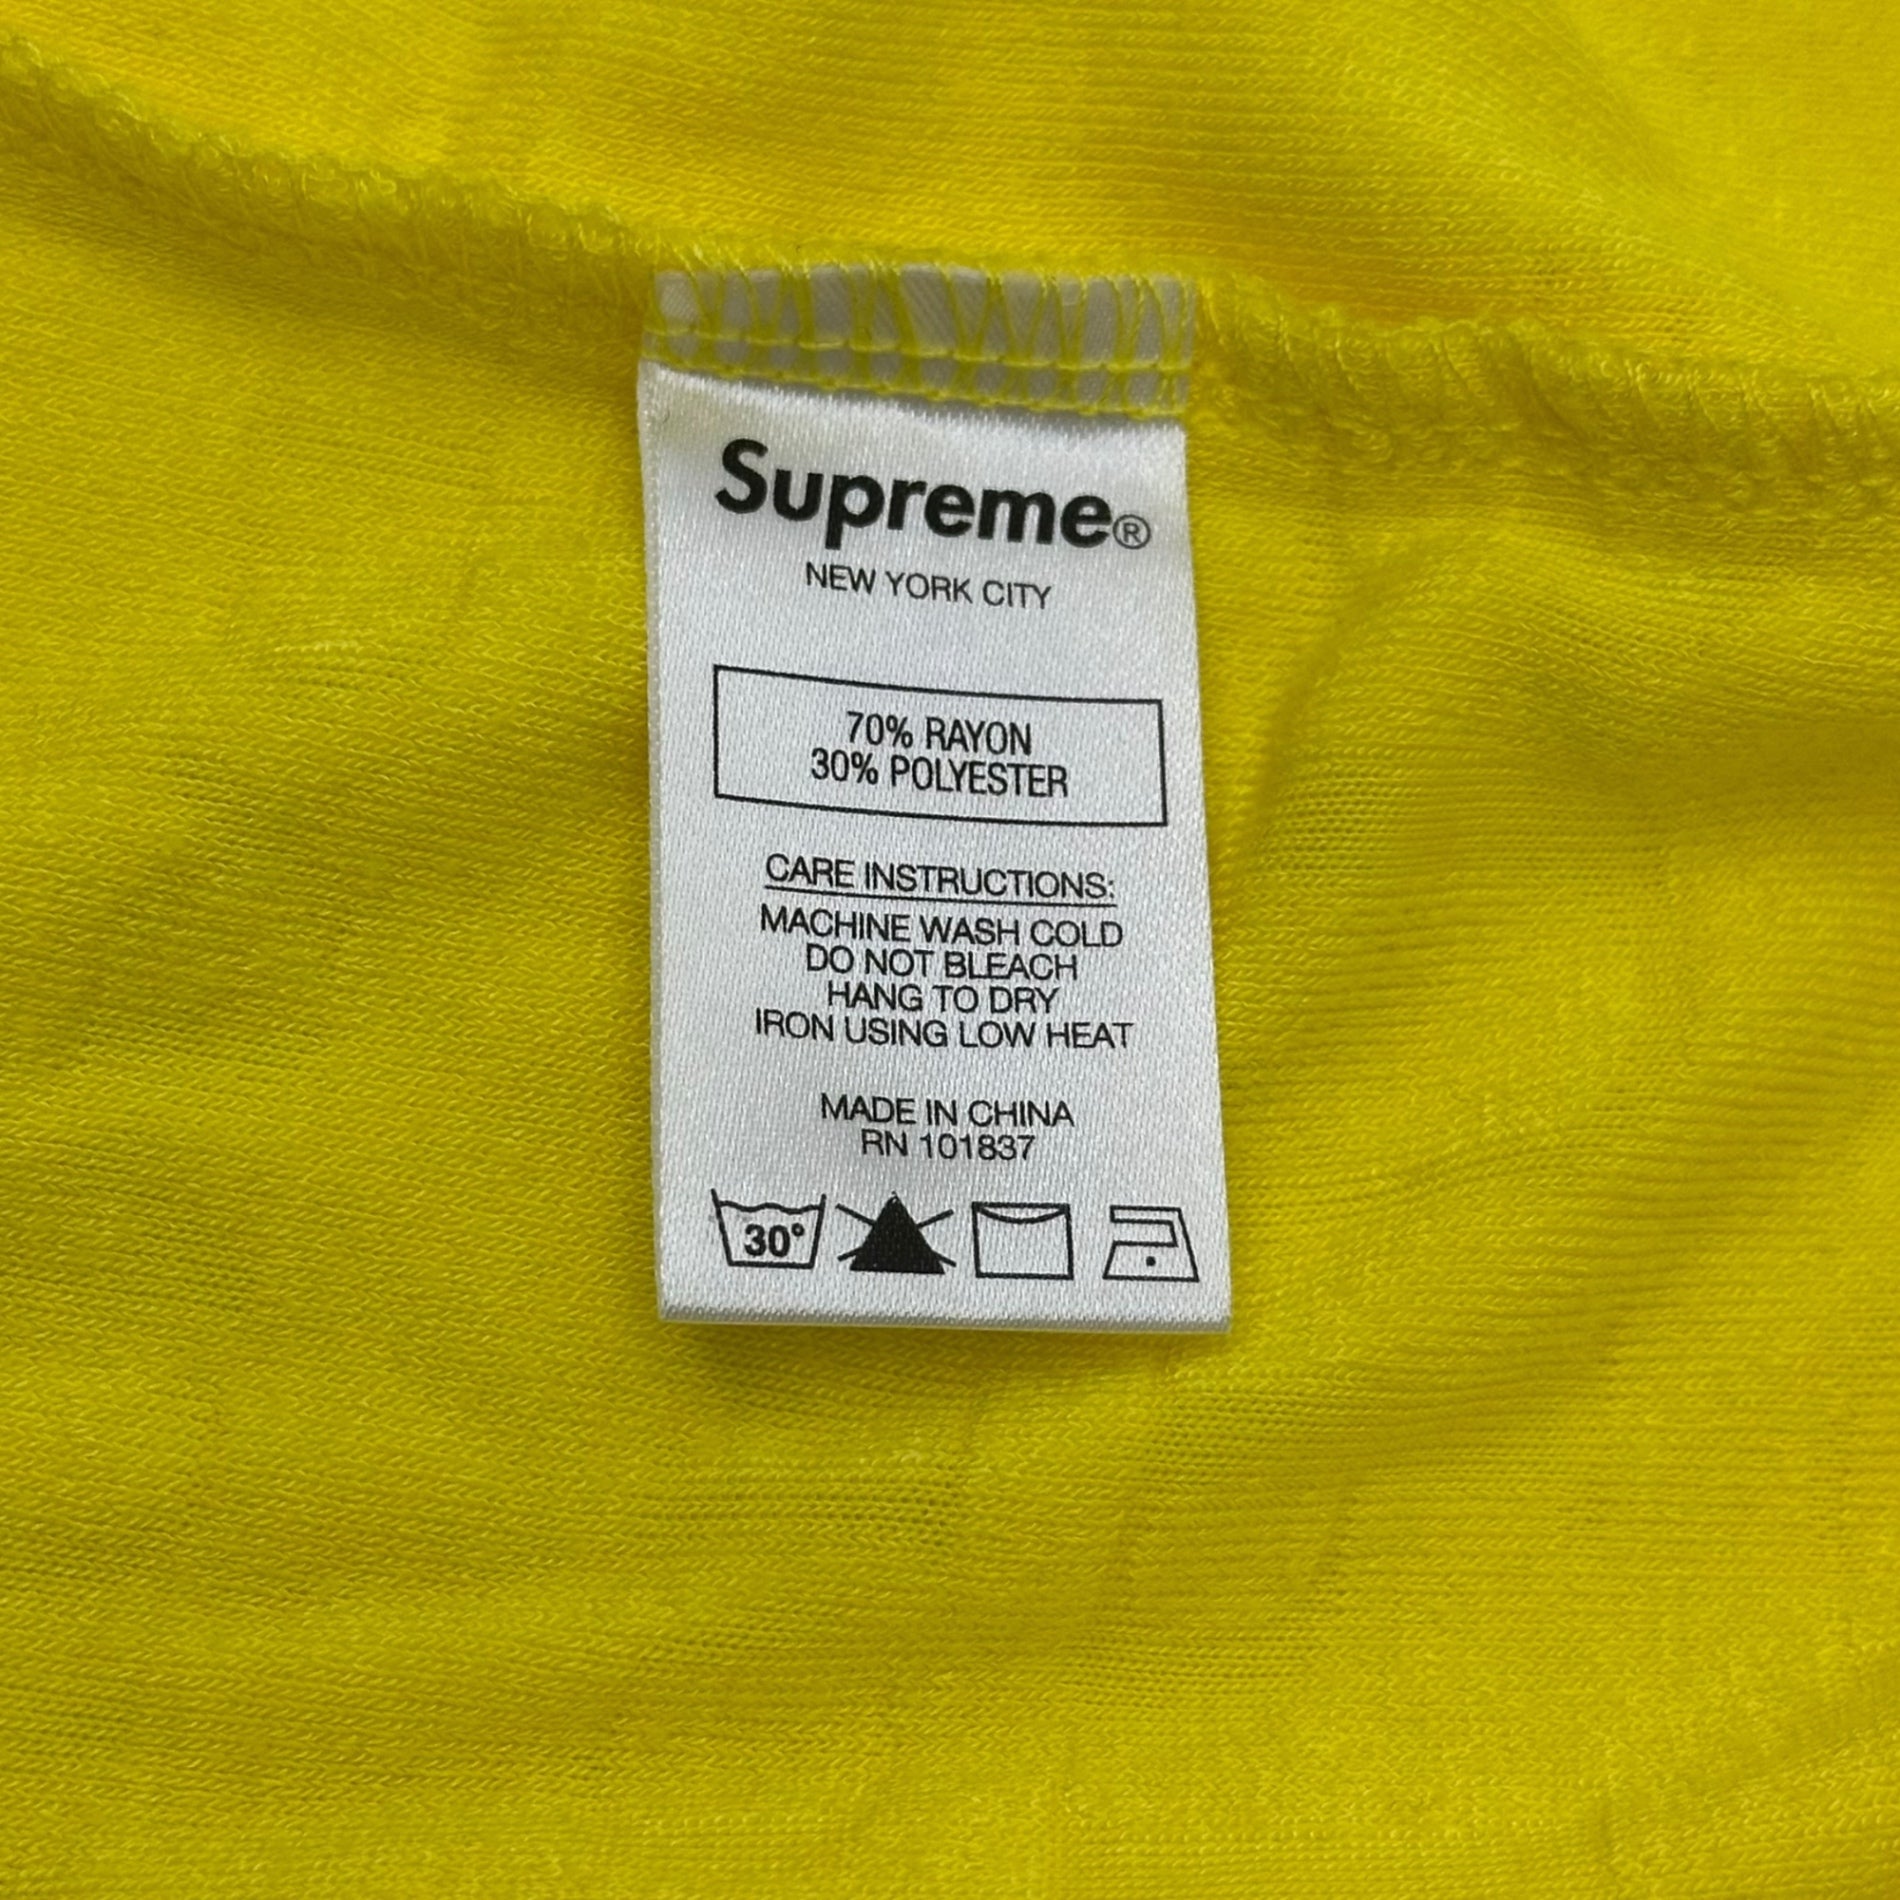 Supreme®
NEW YORK CITY
70% RAYON
30% POLYESTER
CARE INSTRUCTIONS:
MACHINE WASH COLD
DO NOT BLEACH
HANG TO DRY
IRON USING LOW HEAT
MADE IN CHINA
RN 101837
30°